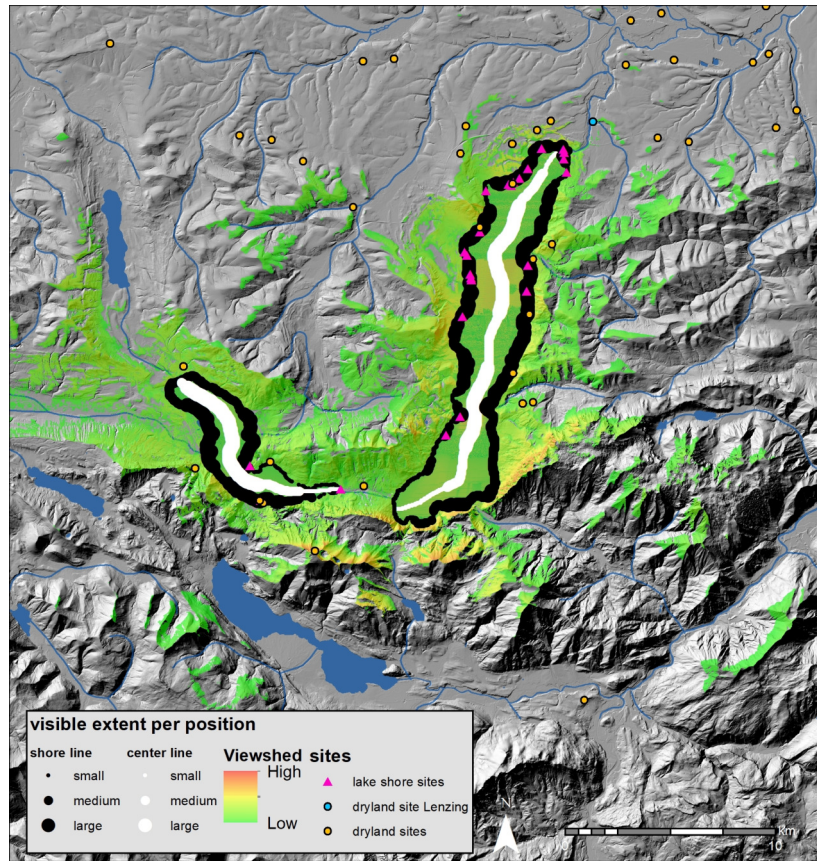 visible extent per position
shore line center line Viewshed sites
small small High lake shore sites
medium medium dryland site Lenzing
large large Low dryland sites
N
Km
10